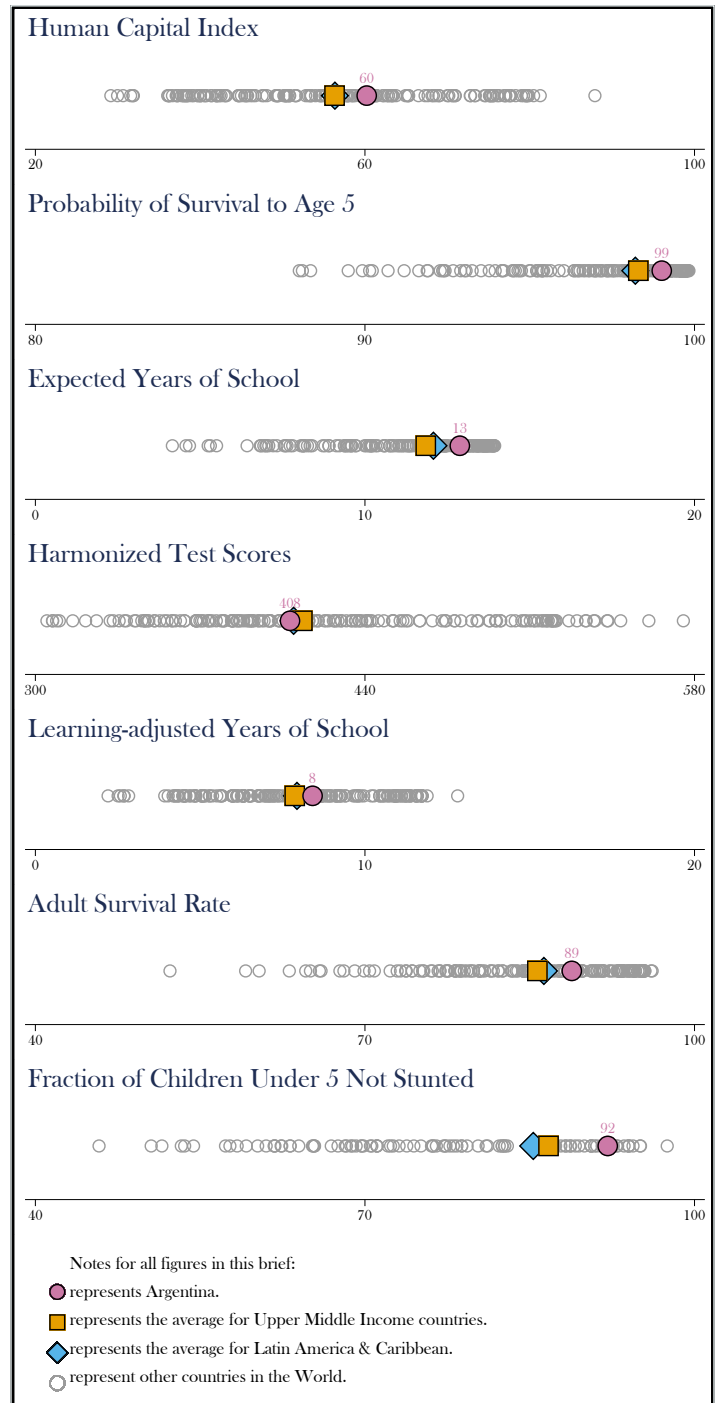 Human Capital Index
60
20 60 100
Probability of Survival to Age 5
99
80 90 100
Expected Years of School
13
0 10 20
Harmonized Test Scores
408
300 440 580
Learning-adjusted Years of School
8
0 10 20
Adult Survival Rate
89
40 70 100
Fraction of Children Under 5 Not Stunted
92
40 70 100
Notes for all figures in this brief:
represents Argentina.
represents the average for Upper Middle Income countries.
represents the average for Latin America & Caribbean.
represent other countries in the World.